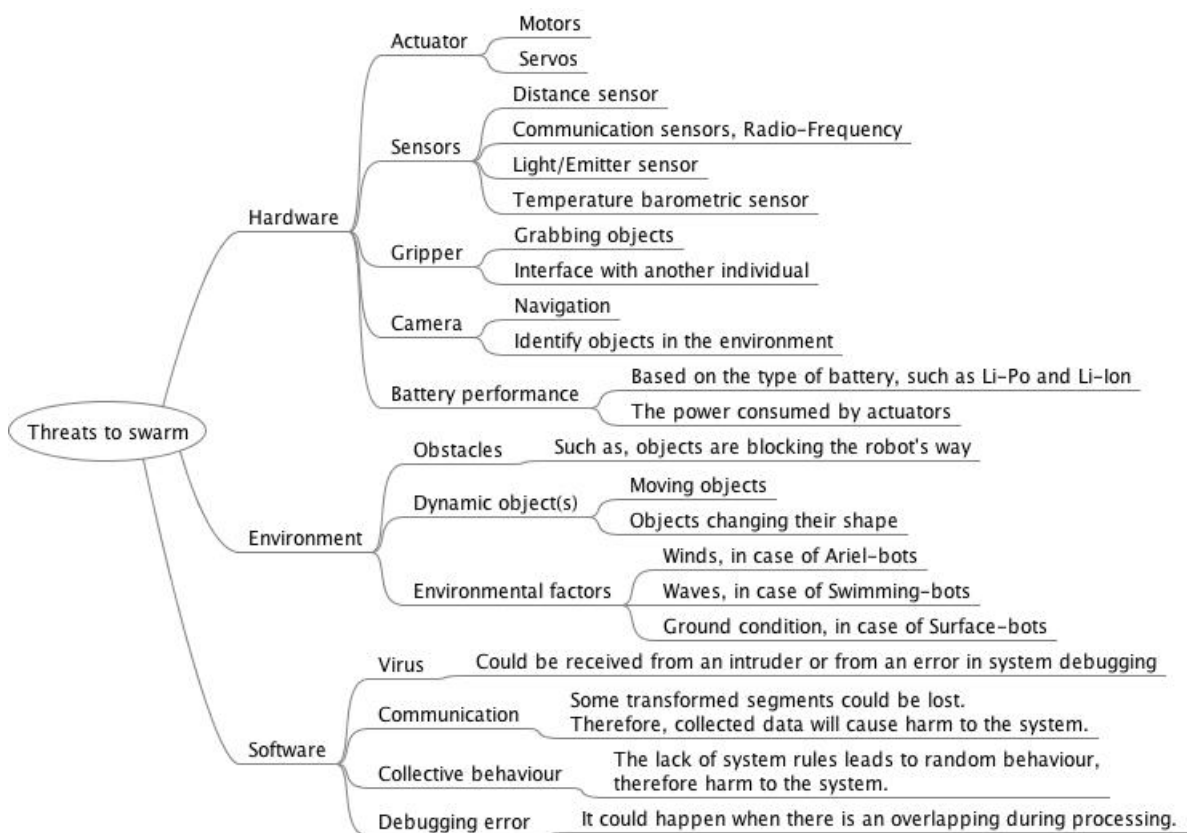 Threats to swarm
Hardware
Actuator
Motors
Servos
Sensors
Distance sensor
Communication sensors, Radio-Frequency
Light/Emitter sensor
Temperature barometric sensor
Gripper
Grabbing objects
Interface with another individual
Camera
Navigation
Identify objects in the environment
Battery performance
Based on the type of battery, such as Li-Po and Li-Ion
The power consumed by actuators
Environment
Obstacles
Such as, objects are blocking the robot's way
Dynamic object(s)
Moving objects
Objects changing their shape
Environmental factors
Winds, in case of Ariel-bots
Waves, in case of Swimming-bots
Ground condition, in case of Surface-bots
Software
Virus
Could be received from an intruder or from an error in system debugging
Communication
Some transformed segments could be lost.
Therefore, collected data will cause harm to the system.
Collective behaviour
The lack of system rules leads to random behaviour,
therefore harm to the system.
Debugging error
It could happen when there is an overlapping during processing.